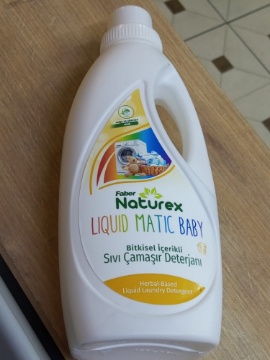 Faber
Naturex
LIQUID MATIC BABY
Bitkisel İçerikli
Sıvı Çamaşır Deterjanı
Herbal Based
Liquid Laundry Detergent